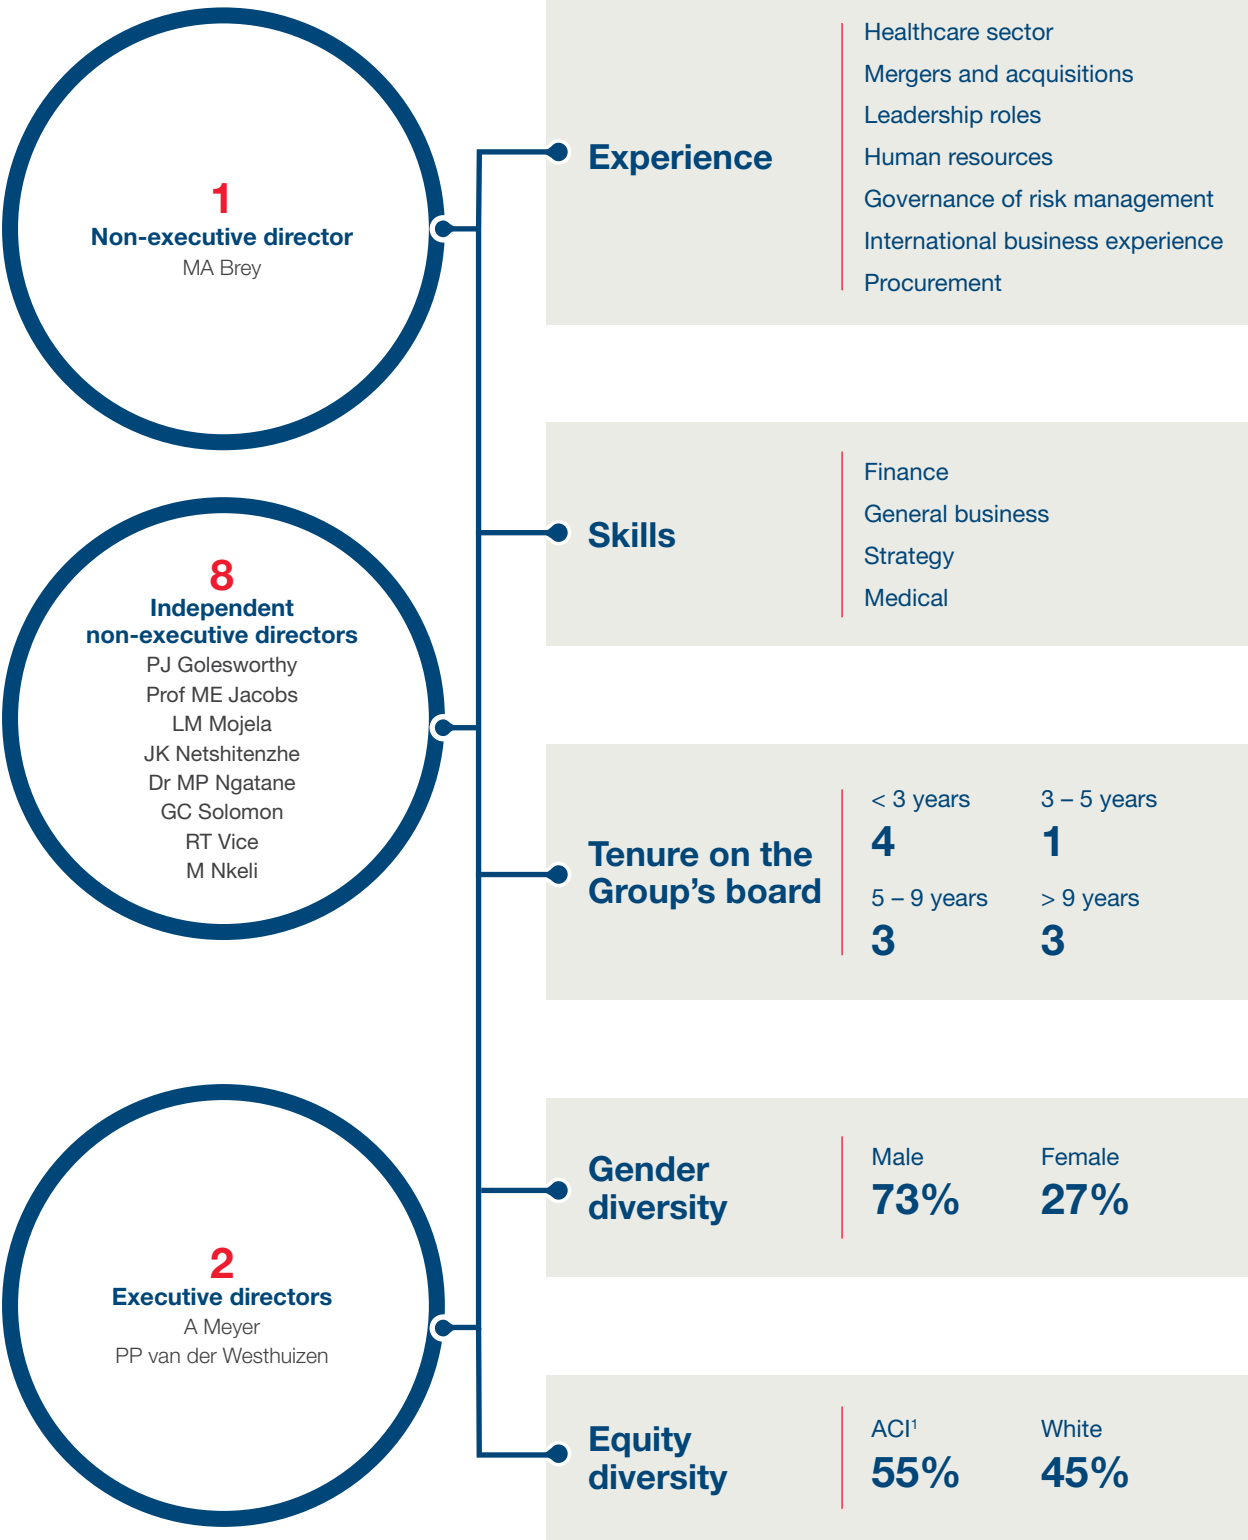 1
Non-executive director
MA Brey
8
Independent
non-executive directors
PJ Golesworthy
Prof ME Jacobs
LM Mojela
JK Netshitenzhe
Dr MP Ngatane
GC Solomon
RT Vice
M Nkeli
2
Executive directors
A Meyer
PP van der Westhuizen
Experience
Healthcare sector
Mergers and acquisitions
Leadership roles
Human resources
Governance of risk management
International business experience
Procurement
Skills
Finance
General business
Strategy
Medical
Tenure on the
Group’s board
< 3 years 3 – 5 years
4 1
5 – 9 years > 9 years
3 3
Gender
diversity
Male Female
73% 27%
Equity
diversity
ACI¹ White
55% 45%